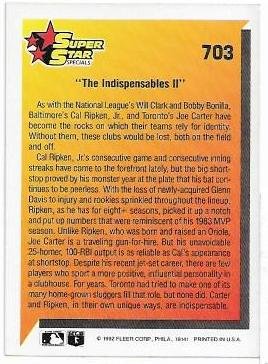 SUPER
STAR
SPECIALS
703
"The Indispensables II"
As with the National League's Will Clark and Bobby Bonilla,
Baltimore's Cal Ripken, Jr., and Toronto's Joe Carter have
become the rocks on which their teams rely for identity.
Without them, these clubs would be lost, both on the field
and off.
Cal Ripken, Jr.'s consecutive game and consecutive inning
streaks have come to the forefront lately, but the big short-
stop proved by his monster year at the plate that his bat con-
tinues to be peerless. With the loss of newly-acquired Glenn
Davis to injury and rookies sprinkled throughout the lineup,
Ripken, as he has for eight+ seasons, picked it up a
notch and put up numbers that were reminiscent of his 1983 MVP
season. Unlike Ripken, who was born and raised an Oriole,
Joe Carter is a traveling gun-for-hire. But his unavoidable
25-homer, 100-RBI output is as reliable as Cal's appearance
at shortstop. Despite his recent jet-set career, there are few
players who sport a more positive, influential personality in
a clubhouse. For years, Toronto had tried to make one of its
many home-grown sluggers fill that role, but none did. Carter
and Ripken, in their own unique ways, are indispensable.
© 1992 FLEER CORP., PHILA. 19141 PRINTED IN U.S.A.